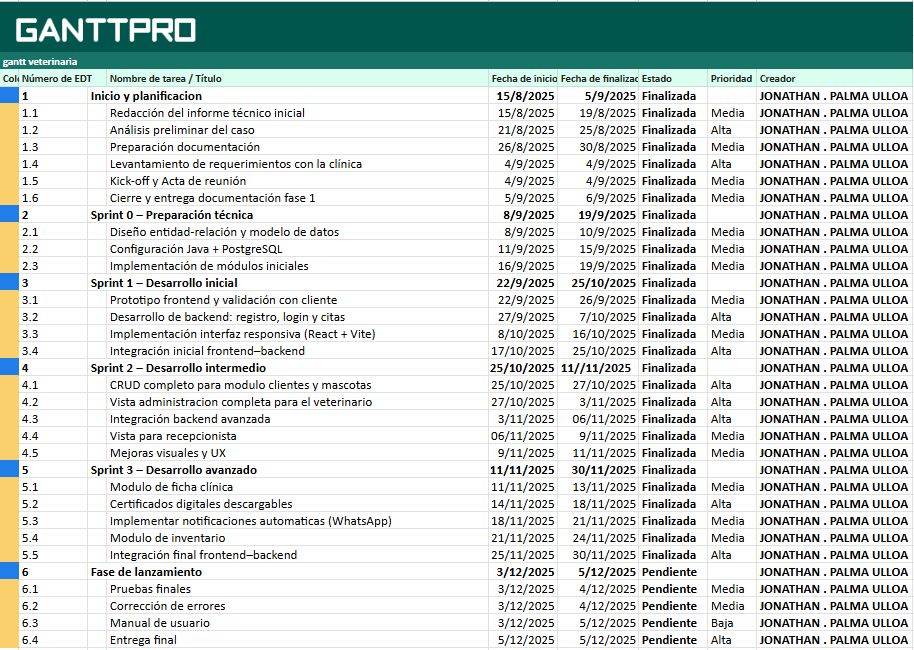 GANTTPRO
gantt veterinaria
Colo Número de EDT Nombre de tarea / Título Fecha de inicio Fecha de finalizac Estado Prioridad Creador
1 Inicio y planificacion 15/8/2025 5/9/2025 Finalizada JONATHAN . PALMA ULLOA
1.1 Redacción del informe técnico inicial 15/8/2025 19/8/2025 Finalizada Media JONATHAN . PALMA ULLOA
1.2 Análisis preliminar del caso 21/8/2025 25/8/2025 Finalizada Alta JONATHAN . PALMA ULLOA
1.3 Preparación documentación 26/8/2025 30/8/2025 Finalizada Media JONATHAN . PALMA ULLOA
1.4 Levantamiento de requerimientos con la clínica 4/9/2025 4/9/2025 Finalizada Alta JONATHAN . PALMA ULLOA
1.5 Kick-off y Acta de reunión 4/9/2025 4/9/2025 Finalizada Media JONATHAN . PALMA ULLOA
1.6 Cierre y entrega documentación fase 1 5/9/2025 6/9/2025 Finalizada Media JONATHAN . PALMA ULLOA
2 Sprint 0 – Preparación técnica 8/9/2025 19/9/2025 Finalizada JONATHAN . PALMA ULLOA
2.1 Diseño entidad-relación y modelo de datos 8/9/2025 10/9/2025 Finalizada Media JONATHAN . PALMA ULLOA
2.2 Configuración Java + PostgreSQL 11/9/2025 15/9/2025 Finalizada Media JONATHAN . PALMA ULLOA
2.3 Implementación de módulos iniciales 16/9/2025 19/9/2025 Finalizada Media JONATHAN . PALMA ULLOA
3 Sprint 1 – Desarrollo inicial 22/9/2025 25/10/2025 Finalizada JONATHAN . PALMA ULLOA
3.1 Prototipo frontend y validación con cliente 22/9/2025 26/9/2025 Finalizada Media JONATHAN . PALMA ULLOA
3.2 Desarrollo de backend: registro, login y citas 27/9/2025 7/10/2025 Finalizada Alta JONATHAN . PALMA ULLOA
3.3 Implementación interfaz responsiva (React + Vite) 8/10/2025 16/10/2025 Finalizada Media JONATHAN . PALMA ULLOA
3.4 Integración inicial frontend–backend 17/10/2025 25/10/2025 Finalizada Alta JONATHAN . PALMA ULLOA
4 Sprint 2 – Desarrollo intermedio 25/10/2025 11//11/2025 Finalizada JONATHAN . PALMA ULLOA
4.1 CRUD completo para modulo clientes y mascotas 25/10/2025 27/10/2025 Finalizada Alta JONATHAN . PALMA ULLOA
4.2 Vista administracion completa para el veterinario 27/10/2025 3/11/2025 Finalizada Alta JONATHAN . PALMA ULLOA
4.3 Integración backend avanzada 3/11/2025 06/11/2025 Finalizada Alta JONATHAN . PALMA ULLOA
4.4 Vista para recepcionista 06/11/2025 9/11/2025 Finalizada Media JONATHAN . PALMA ULLOA
4.5 Mejoras visuales y UX 9/11/2025 11/11/2025 Finalizada Media JONATHAN . PALMA ULLOA
5 Sprint 3 – Desarrollo avanzado 11/11/2025 30/11/2025 Finalizada JONATHAN . PALMA ULLOA
5.1 Modulo de ficha clínica 11/11/2025 13/11/2025 Finalizada Media JONATHAN . PALMA ULLOA
5.2 Certificados digitales descargables 14/11/2025 18/11/2025 Finalizada Alta JONATHAN . PALMA ULLOA
5.3 Implementar notificaciones automaticas (WhatsApp) 18/11/2025 21/11/2025 Finalizada Media JONATHAN . PALMA ULLOA
5.4 Modulo de inventario 21/11/2025 24/11/2025 Finalizada Media JONATHAN . PALMA ULLOA
5.5 Integración final frontend–backend 25/11/2025 30/11/2025 Finalizada Alta JONATHAN . PALMA ULLOA
6 Fase de lanzamiento 3/12/2025 5/12/2025 Pendiente JONATHAN . PALMA ULLOA
6.1 Pruebas finales 3/12/2025 4/12/2025 Pendiente Media JONATHAN . PALMA ULLOA
6.2 Corrección de errores 3/12/2025 4/12/2025 Pendiente Media JONATHAN . PALMA ULLOA
6.3 Manual de usuario 3/12/2025 5/12/2025 Pendiente Baja JONATHAN . PALMA ULLOA
6.4 Entrega final 5/12/2025 5/12/2025 Pendiente Alta JONATHAN . PALMA ULLOA